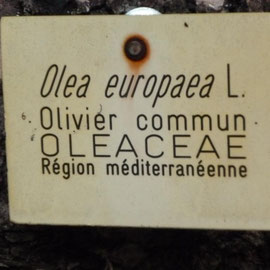 Olea europaea L.
Olivier commun
OLEACEAE
Région méditerranéenne